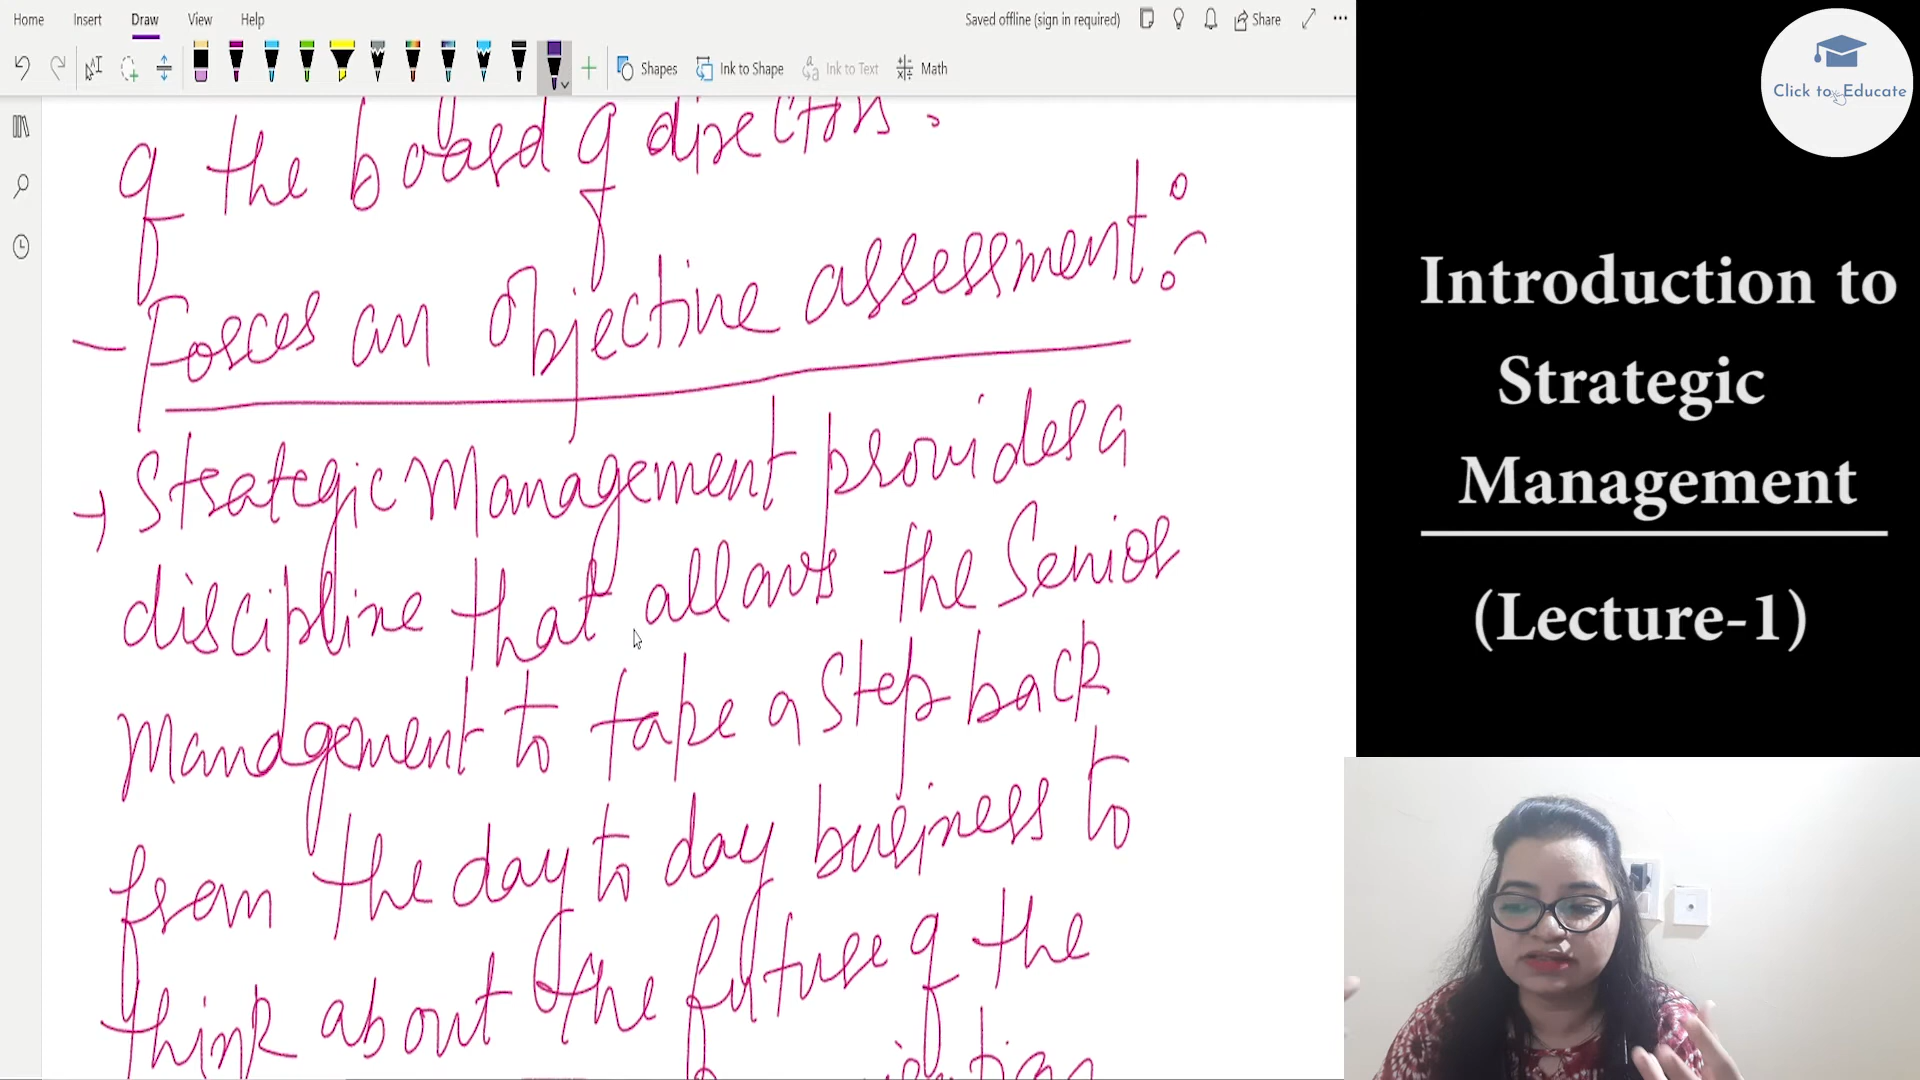 Home Insert Draw View Help Saved offline (sign in required) Share
Shapes Ink to Shape Ink to Text Math
of the board of directors.
- Forces an objective assessment:-
→ Strategic Management provides a
discipline that allows the Senior
Management to take a step back
from the day to day business to
think about the future of the
Click to Educate
Introduction to
Strategic
Management
(Lecture-1)